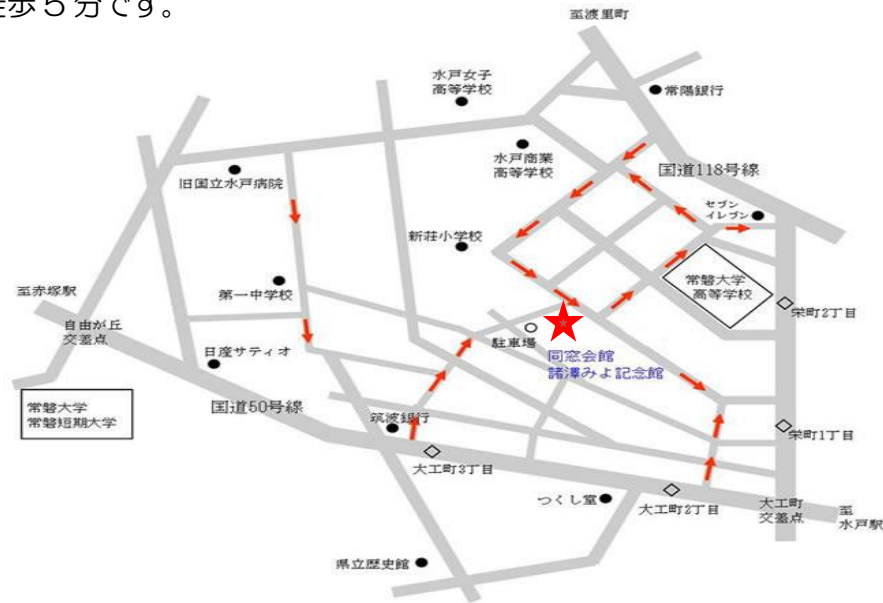 徒歩５分です。
至渡里町
水戸女子
高等学校
常陽銀行
水戸商業
高等学校
国道118号線
旧国立水戸病院
セブン
イレブン
新荘小学校
常磐大学
高等学校
第一中学校
至赤塚駅
栄町2丁目
自由が丘
交差点
駐車場
日産サティオ
同窓会館
諸澤みよ記念館
常磐大学
常磐短期大学
国道50号線
筑波銀行
栄町1丁目
大工町3丁目
つくし堂
大工町2丁目
大工町
交差点
至
水戸駅
県立歴史館